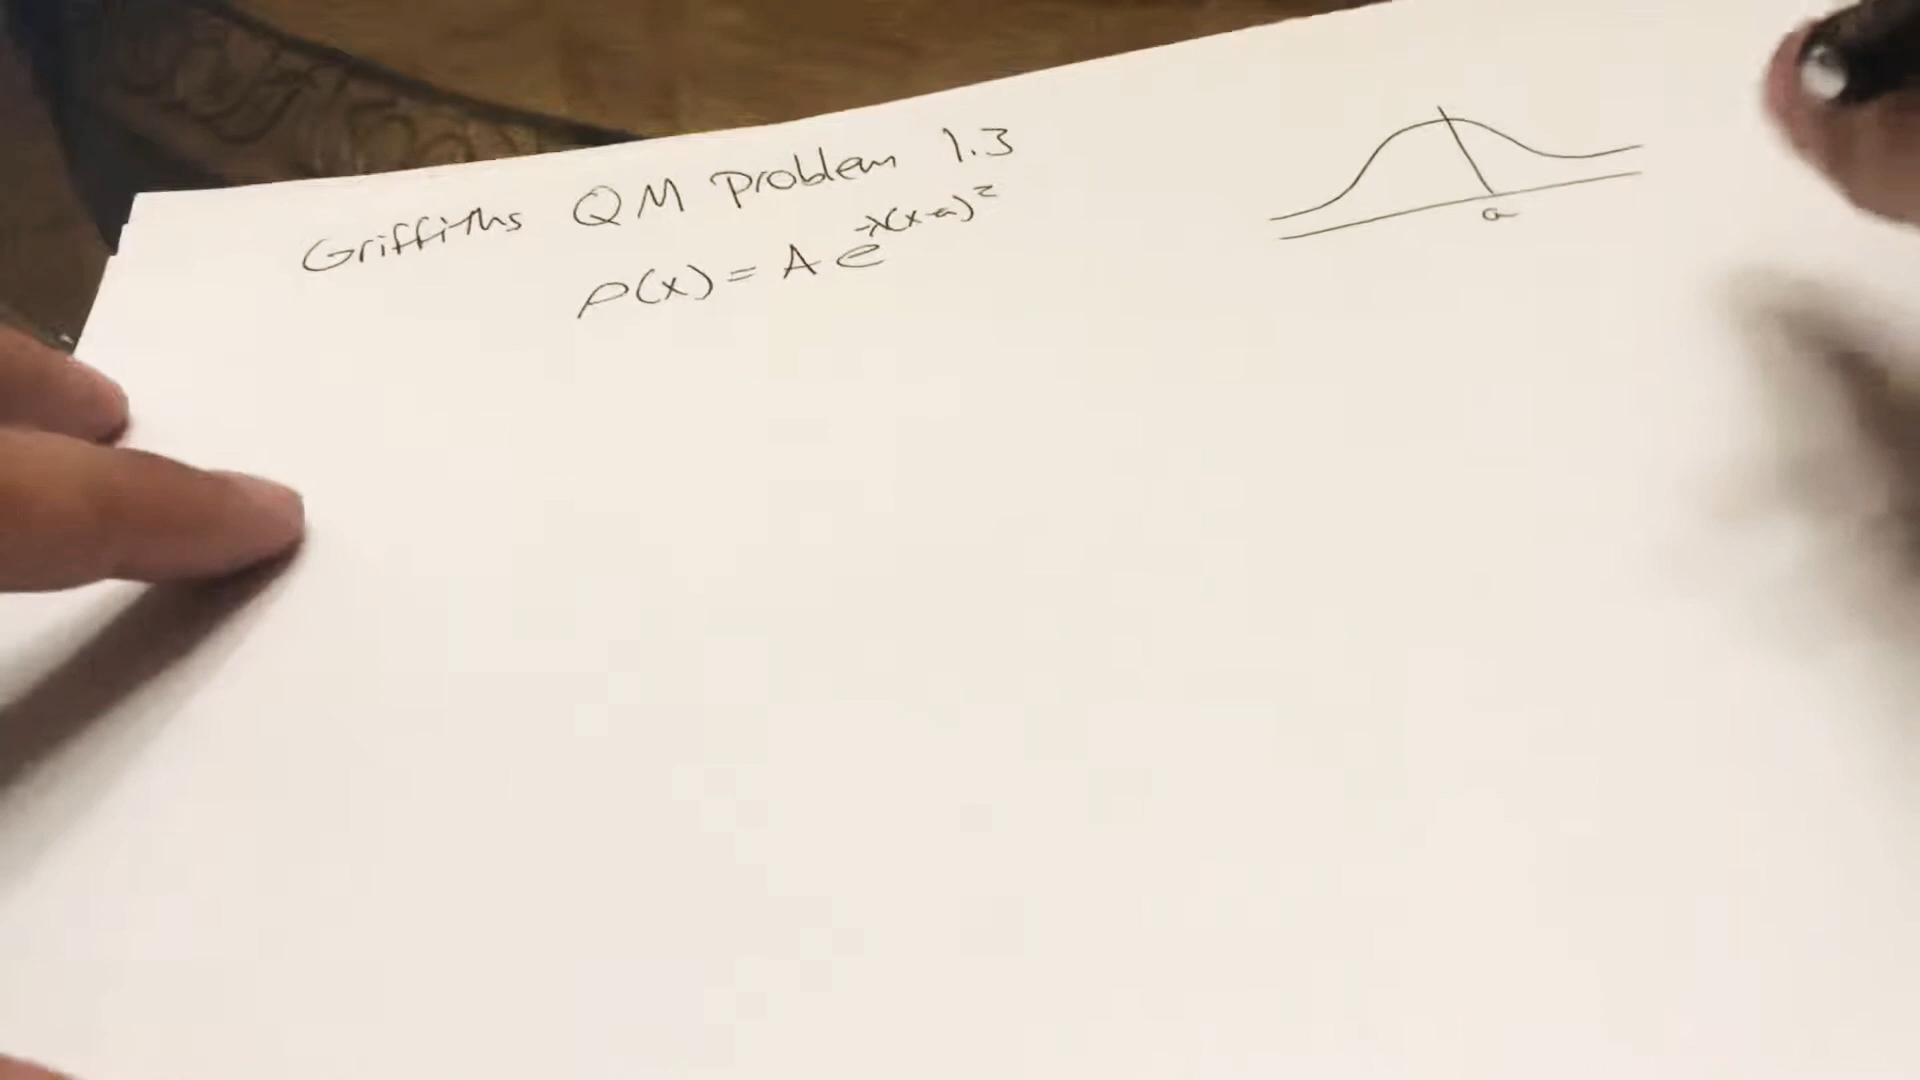 Griffiths QM Problem 1.3
ρ(x) = A e^{-λ(x-a)^2}
a